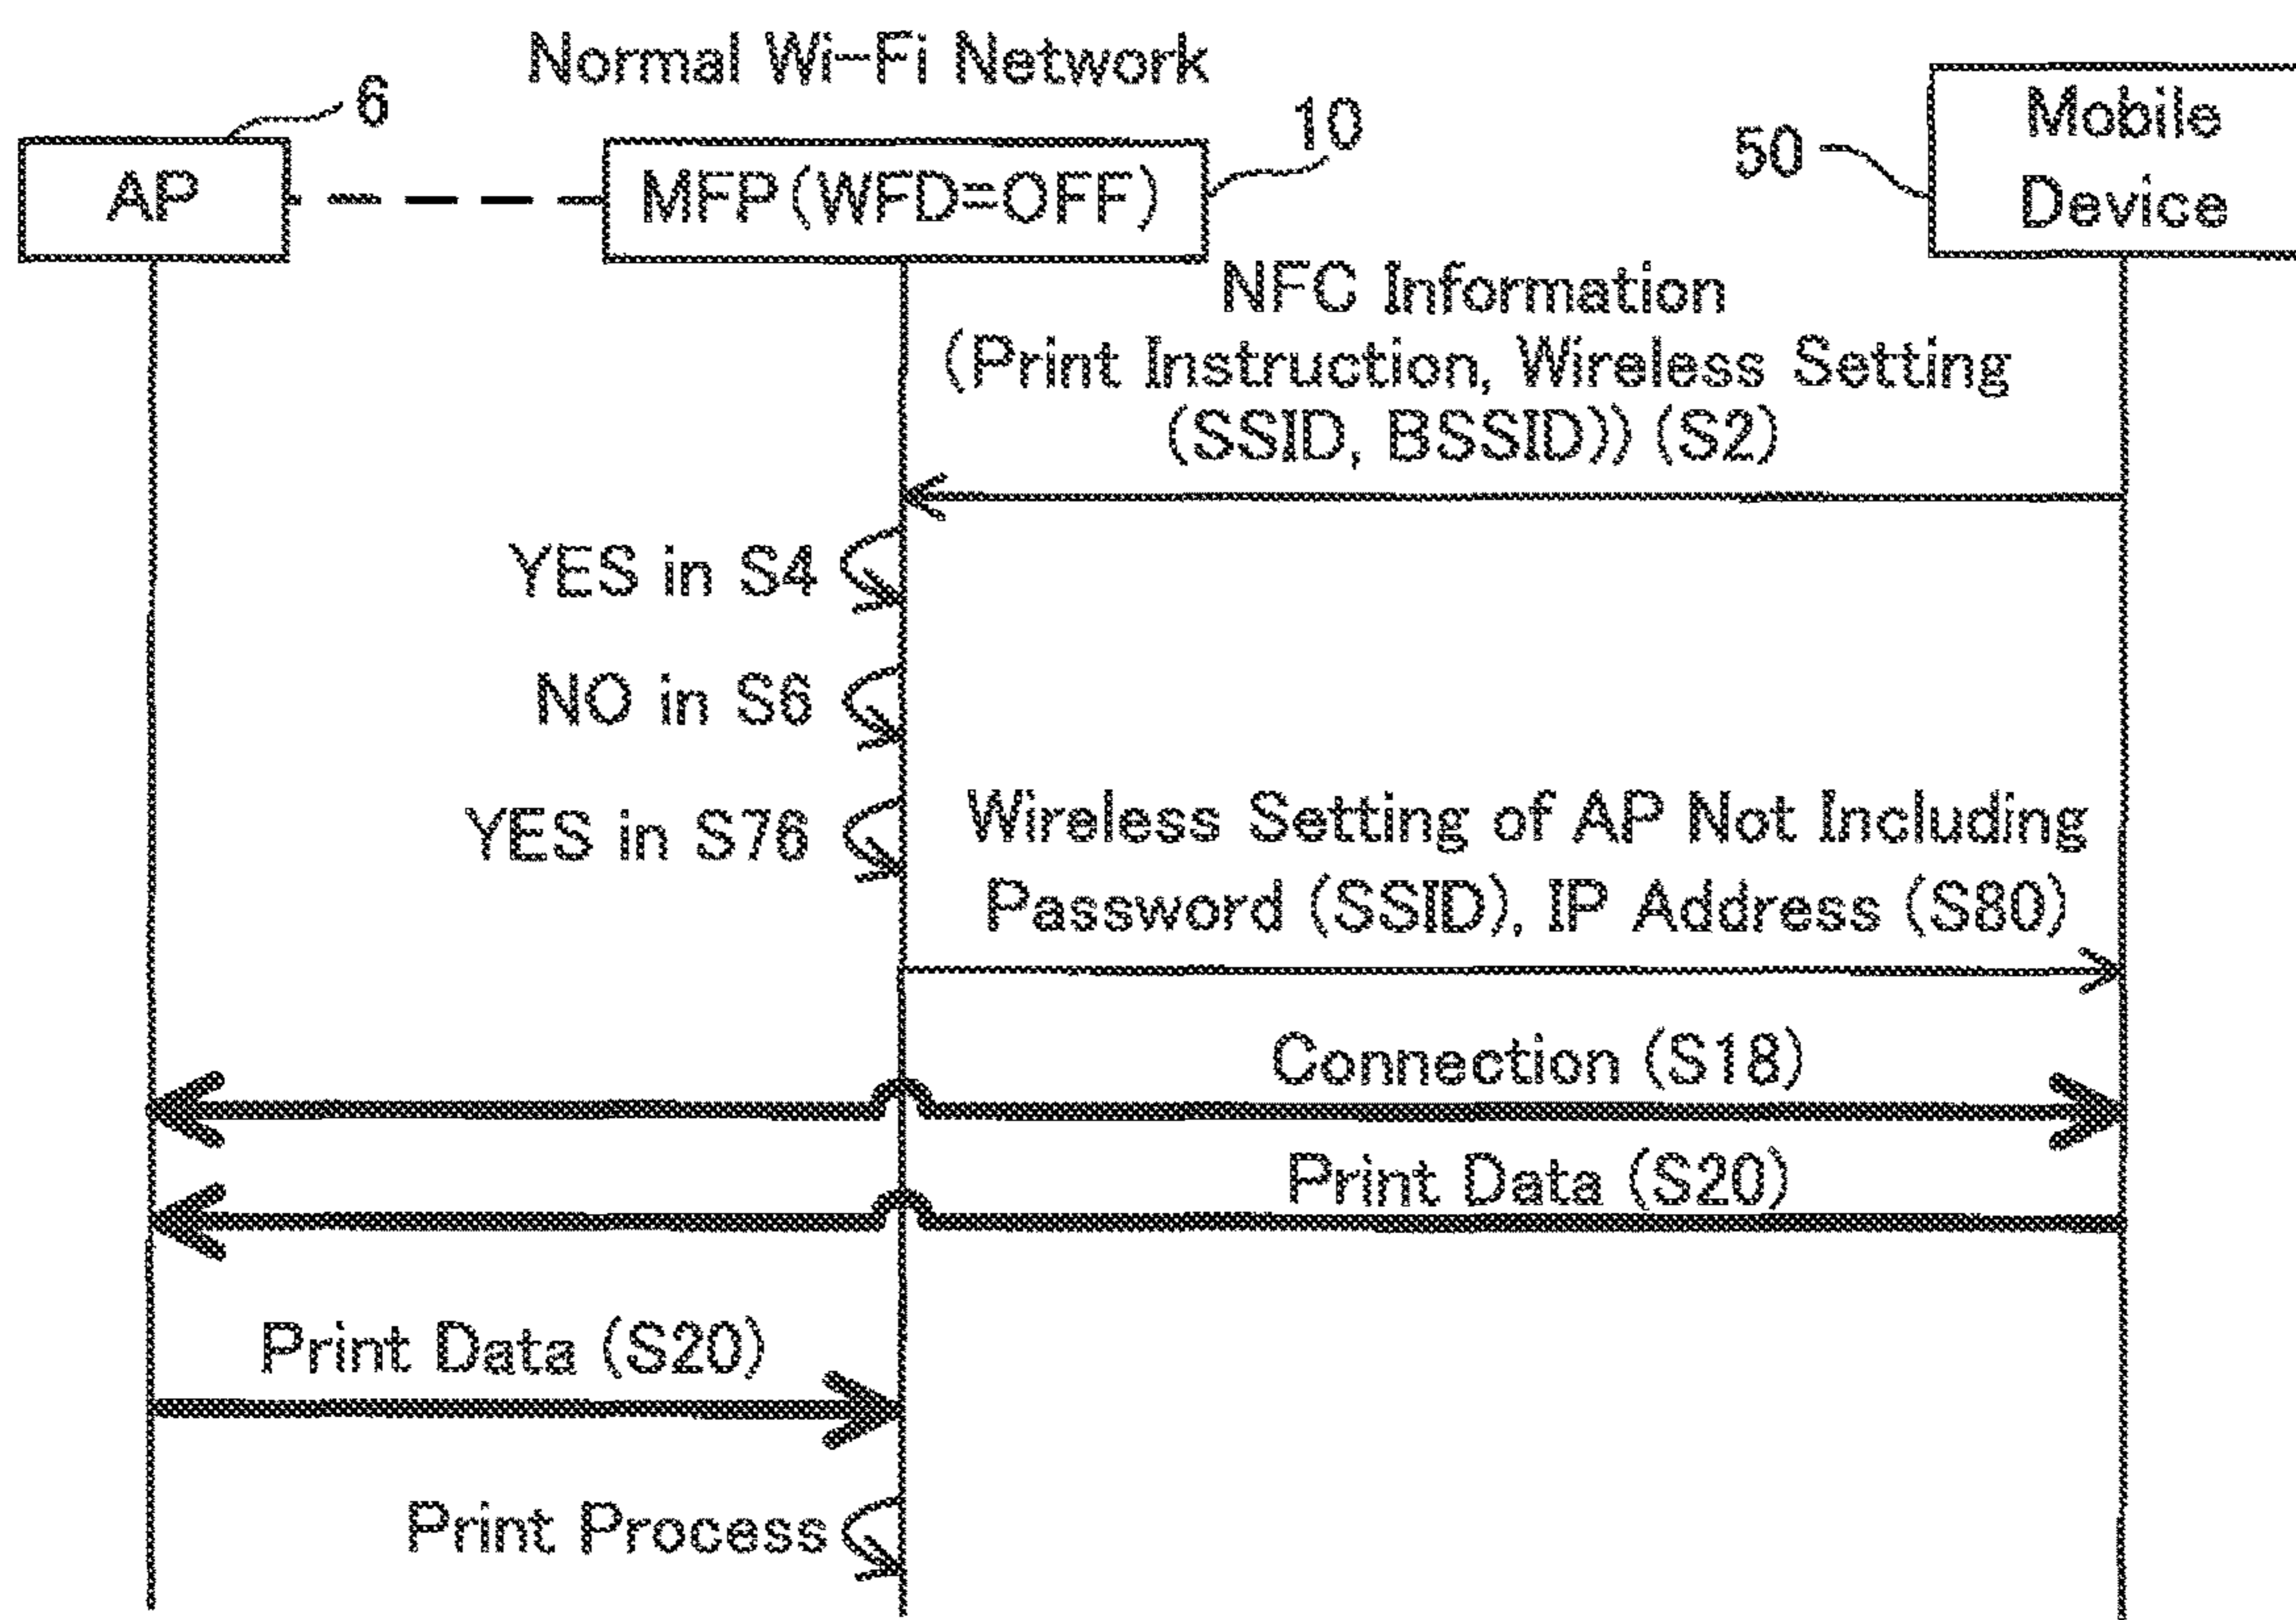 Normal Wi-Fi Network
6
10
50
AP
MFP(WFD=OFF)
Mobile
Device
NFC Information
(Print Instruction, Wireless Setting
(SSID, BSSID)) (S2)
YES in S4
NO in S6
YES in S76
Wireless Setting of AP Not Including
Password (SSID), IP Address (S80)
Connection (S18)
Print Data (S20)
Print Data (S20)
Print Process